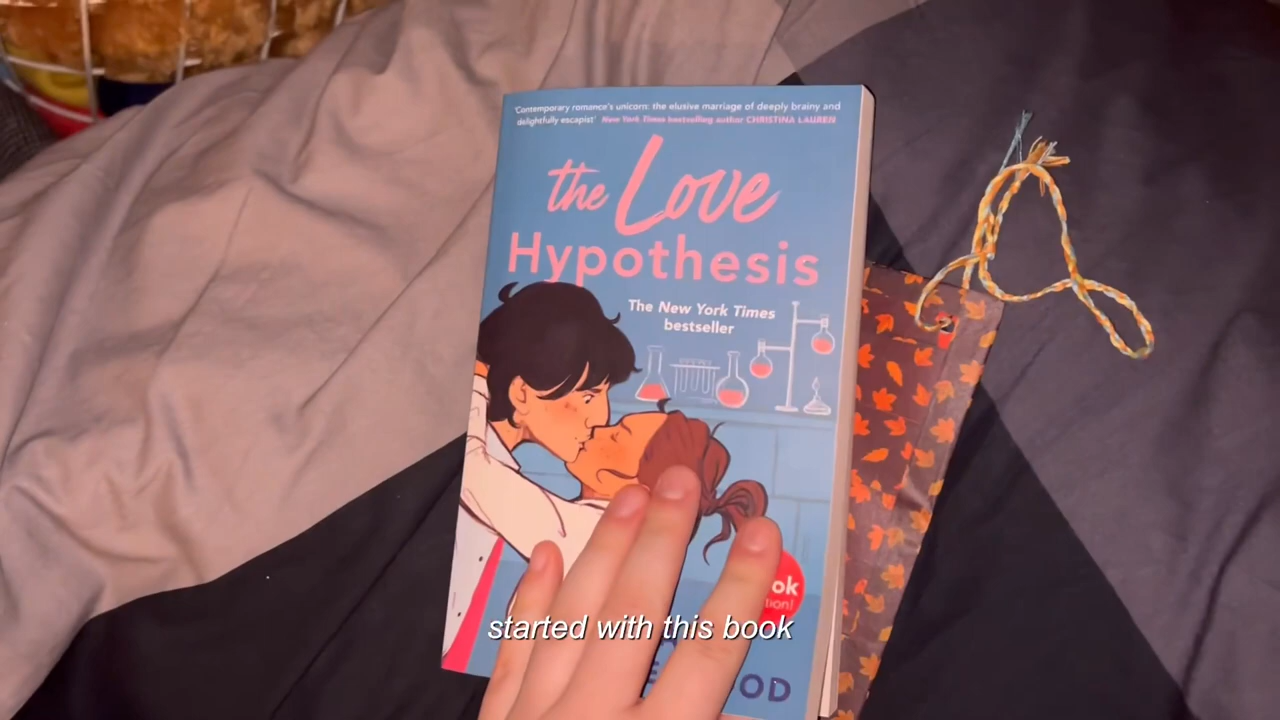 'Contemporary romance's unicorn: the elusive marriage of deeply brainy and
delightfully escapist' New York Times bestselling author CHRISTINA LAUREN
the Love
Hypothesis
The New York Times
bestseller
started with this book